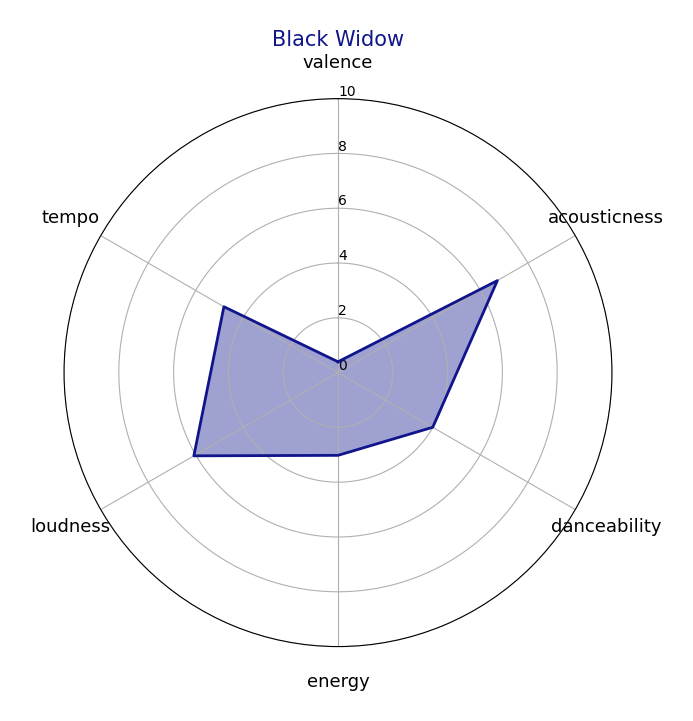 Black Widow
valence
10
8
6
4
2
0
tempo
acousticness
loudness
danceability
energy